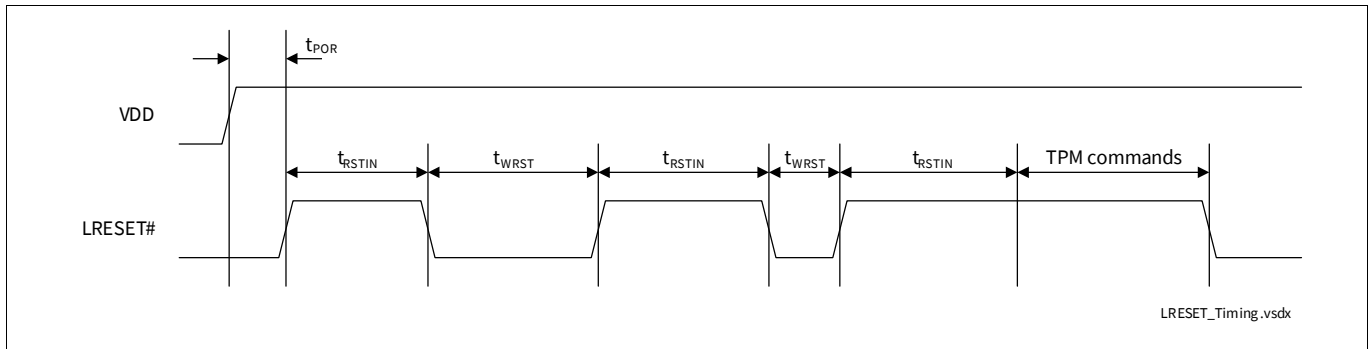 tPOR
VDD
tRSTIN tWRST tRSTIN tWRST tRSTIN TPM commands
LRESET#
LRESET_Timing.vsdx